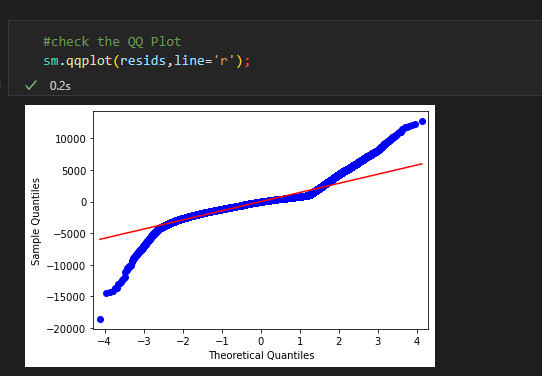 #check the QQ Plot
sm.qqplot(resids,line='r');
0.2s
10000
5000
0
−5000
−10000
−15000
−20000
Sample Quantiles
−4 −3 −2 −1 0 1 2 3 4
Theoretical Quantiles